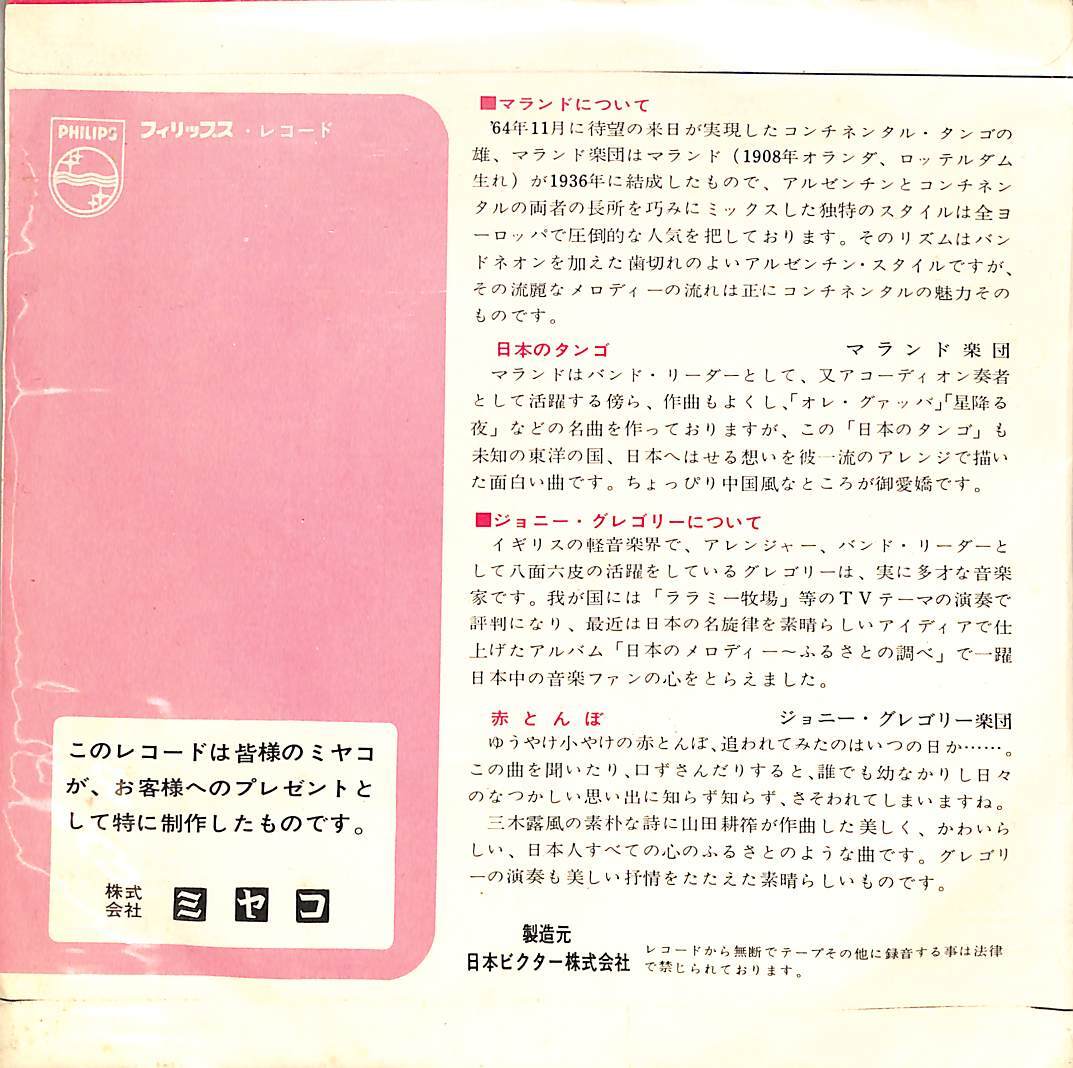 PHILIPS フィリップス・レコード
■マランドについて
'64年11月に待望の来日が実現したコンチネンタル・タンゴの
雄、マランド楽団はマランド（1908年オランダ、ロッテルダム
生れ）が1936年に結成したもので、アルゼンチンとコンチネン
タルの両者の長所を巧みにミックスした独特のスタイルは全ヨ
ーロッパで圧倒的な人気を把しております。そのリズムはバン
ドネオンを加えた歯切れのよいアルゼンチン・スタイルですが、
その流麗なメロディーの流れは正にコンチネンタルの魅力その
ものです。
日本のタンゴ　マランド楽団
マランドはバンド・リーダーとして、又アコーディオン奏者
として活躍する傍ら、作曲もよくし、「オレ・グァッパ」「星降る
夜」などの名曲を作っておりますが、この「日本のタンゴ」も
未知の東洋の国、日本へはせる想いを彼一流のアレンジで描い
た面白い曲です。ちょっぴり中国風なところが御愛嬌です。
■ジョニー・グレゴリーについて
イギリスの軽音楽界で、アレンジャー、バンド・リーダーと
して八面六皮の活躍をしているグレゴリーは、実に多才な音楽
家です。我が国には「ララミー牧場」等のTVテーマの演奏で
評判になり、最近は日本の名旋律を素晴らしいアイディアで仕
上げたアルバム「日本のメロディー〜ふるさとの調べ」で一躍
日本中の音楽ファンの心をとらえました。
赤とんぼ　ジョニー・グレゴリー楽団
ゆうやけ小やけの赤とんぼ、追われてみたのはいつの日か……。
この曲を聞いたり、口ずさんだりすると、誰でも幼なかりし日々
のなつかしい思い出に知らず知らず、さそわれてしまいますね。
三木露風の素朴な詩に山田耕筰が作曲した美しく、かわいら
しい、日本人すべての心のふるさとのような曲です。グレゴリ
ーの演奏も美しい抒情をたたえた素晴らしいものです。
このレコードは皆様のミヤコ
が、お客様へのプレゼントと
して特に制作したものです。
株式会社 ミヤコ
製造元
日本ビクター株式会社
レコードから無断でテープその他に録音する事は法律
で禁じられております。